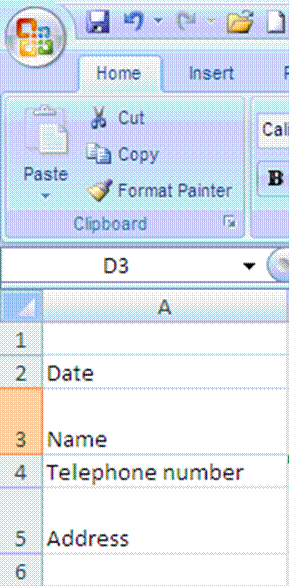 Home Insert
Cut
Copy
Paste
Format Painter
Clipboard
Cali
B
D3
A
1
2 Date
3 Name
4 Telephone number
5 Address
6